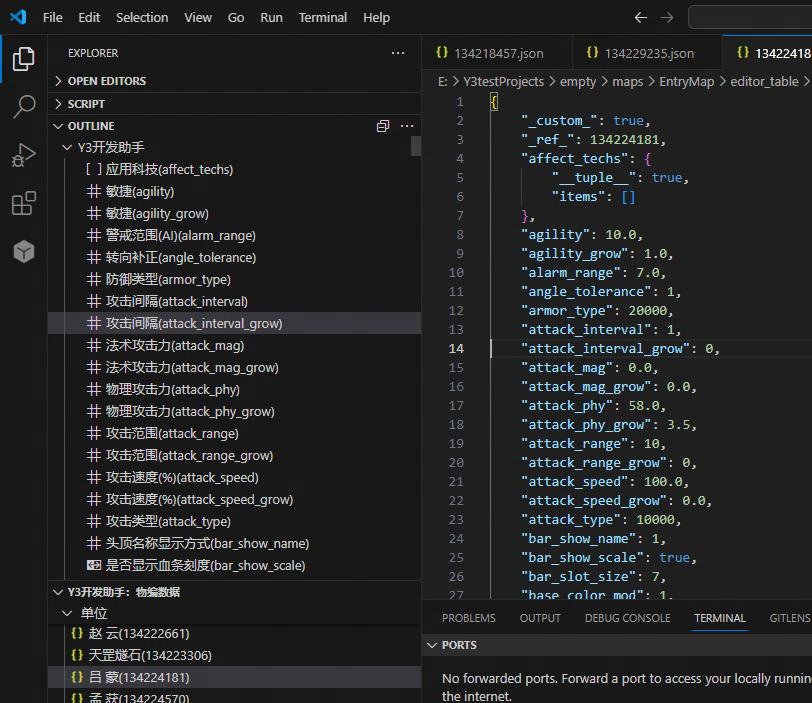 File Edit Selection View Go Run Terminal Help
EXPLORER
OPEN EDITORS
SCRIPT
OUTLINE
Y3开发助手
[ ] 应用科技(affect_techs)
敏捷(agility)
敏捷(agility_grow)
警戒范围(AI)(alarm_range)
转向补正(angle_tolerance)
防御类型(armor_type)
攻击间隔(attack_interval)
攻击间隔(attack_interval_grow)
法术攻击力(attack_mag)
法术攻击力(attack_mag_grow)
物理攻击力(attack_phy)
物理攻击力(attack_phy_grow)
攻击范围(attack_range)
攻击范围(attack_range_grow)
攻击速度(%)(attack_speed)
攻击速度(%)(attack_speed_grow)
攻击类型(attack_type)
头顶名称显示方式(bar_show_name)
是否显示血条刻度(bar_show_scale)
Y3开发助手：物编数据
单位
{} 赵 云(134222661)
{} 天罡燧石(134223306)
{} 吕 蒙(134224181)
{} 孟 获(134224570)
{} 134218457.json {} 134229235.json {} 13422418
E: > Y3testProjects > empty > maps > EntryMap > editor_table >
1 {
2 "_custom_": true,
3 "_ref_": 134224181,
4 "affect_techs": {
5 "__tuple__": true,
6 "items": []
7 },
8 "agility": 10.0,
9 "agility_grow": 1.0,
10 "alarm_range": 7.0,
11 "angle_tolerance": 1,
12 "armor_type": 20000,
13 "attack_interval": 1,
14 "attack_interval_grow": 0,
15 "attack_mag": 0.0,
16 "attack_mag_grow": 0.0,
17 "attack_phy": 58.0,
18 "attack_phy_grow": 3.5,
19 "attack_range": 10,
20 "attack_range_grow": 0,
21 "attack_speed": 100.0,
22 "attack_speed_grow": 0.0,
23 "attack_type": 10000,
24 "bar_show_name": 1,
25 "bar_show_scale": true,
26 "bar_slot_size": 7,
27 "base_color_mod": 1,
PROBLEMS OUTPUT DEBUG CONSOLE TERMINAL GITLENS
PORTS
No forwarded ports. Forward a port to access your locally runnin
the internet.